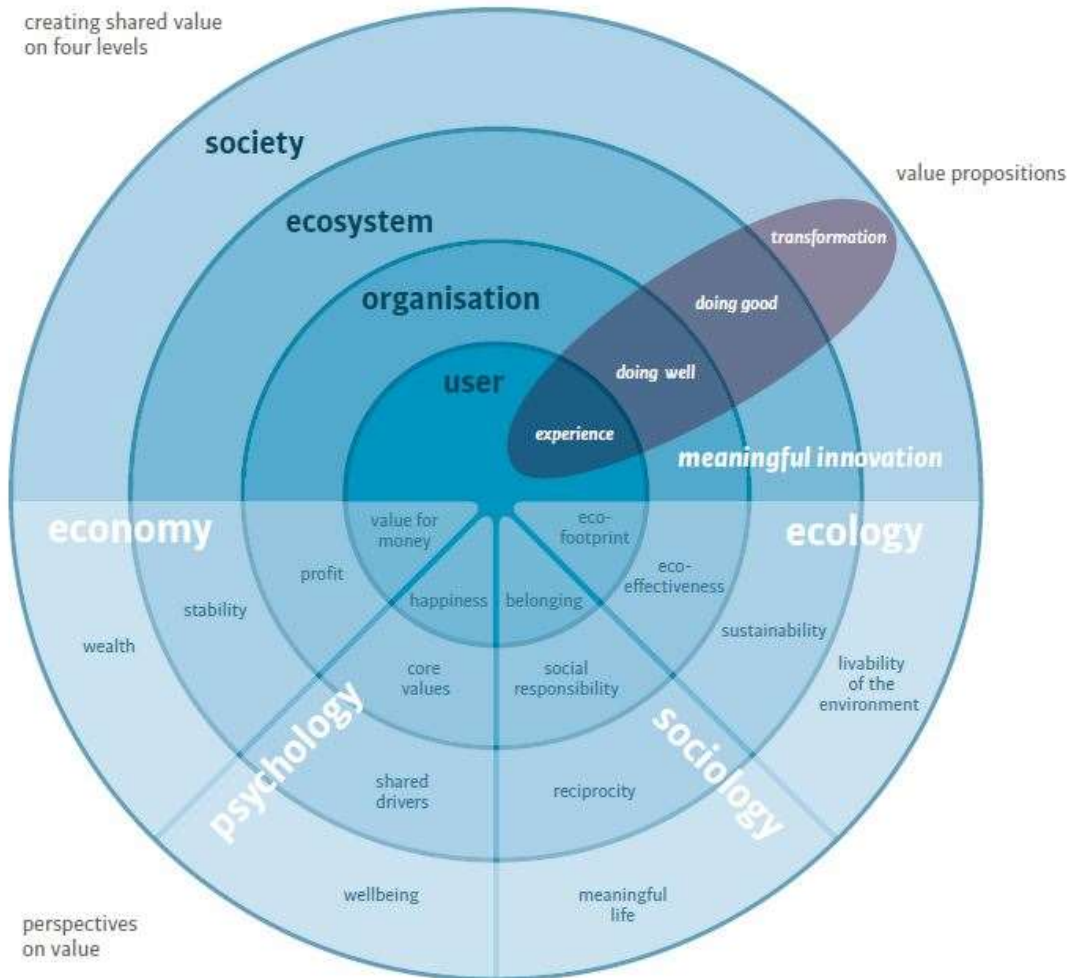 creating shared value
on four levels
society
value propositions
ecosystem
transformation
organisation
doing good
user
doing well
experience
meaningful innovation
economy
value for
money
eco-
footprint
ecology
profit
eco-
effectiveness
stability
happiness
belonging
wealth
sustainability
core
values
social
responsibility
livability
of the
environment
psychology
sociology
shared
drivers
reciprocity
wellbeing
meaningful
life
perspectives
on value